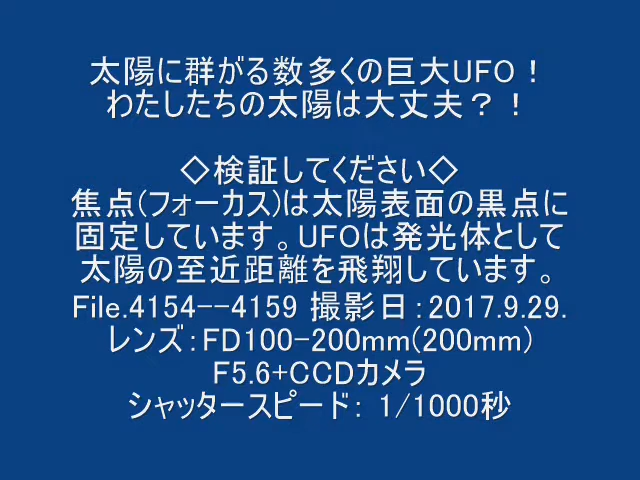 太陽に群がる数多くの巨大UFO！
わたしたちの太陽は大丈夫？！
◇検証してください◇
焦点(フォーカス)は太陽表面の黒点に
固定しています。UFOは発光体として
太陽の至近距離を飛翔しています。
File.4154--4159 撮影日：2017.9.29.
レンズ：FD100-200mm(200mm)
F5.6+CCDカメラ
シャッタースピード： 1/1000秒